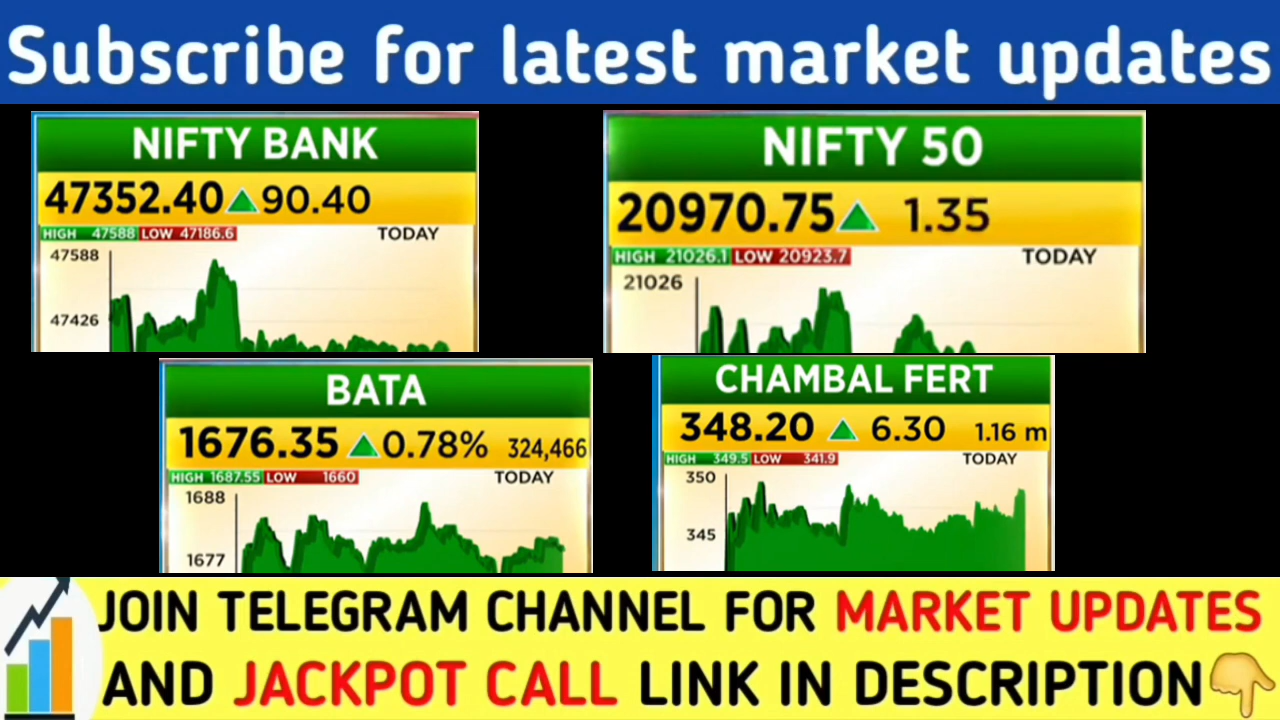 Subscribe for latest market updates
NIFTY BANK
47352.40▲90.40
HIGH 47588 LOW 47186.6 TODAY
47588
47426
NIFTY 50
20970.75▲ 1.35
HIGH 21026.1 LOW 20923.7 TODAY
21026
BATA
1676.35▲0.78% 324,466
HIGH 1687.55 LOW 1660 TODAY
1688
1677
CHAMBAL FERT
348.20 ▲ 6.30 1.16 m
HIGH 349.5 LOW 341.9 TODAY
350
345
JOIN TELEGRAM CHANNEL FOR MARKET UPDATES
AND JACKPOT CALL LINK IN DESCRIPTION👇